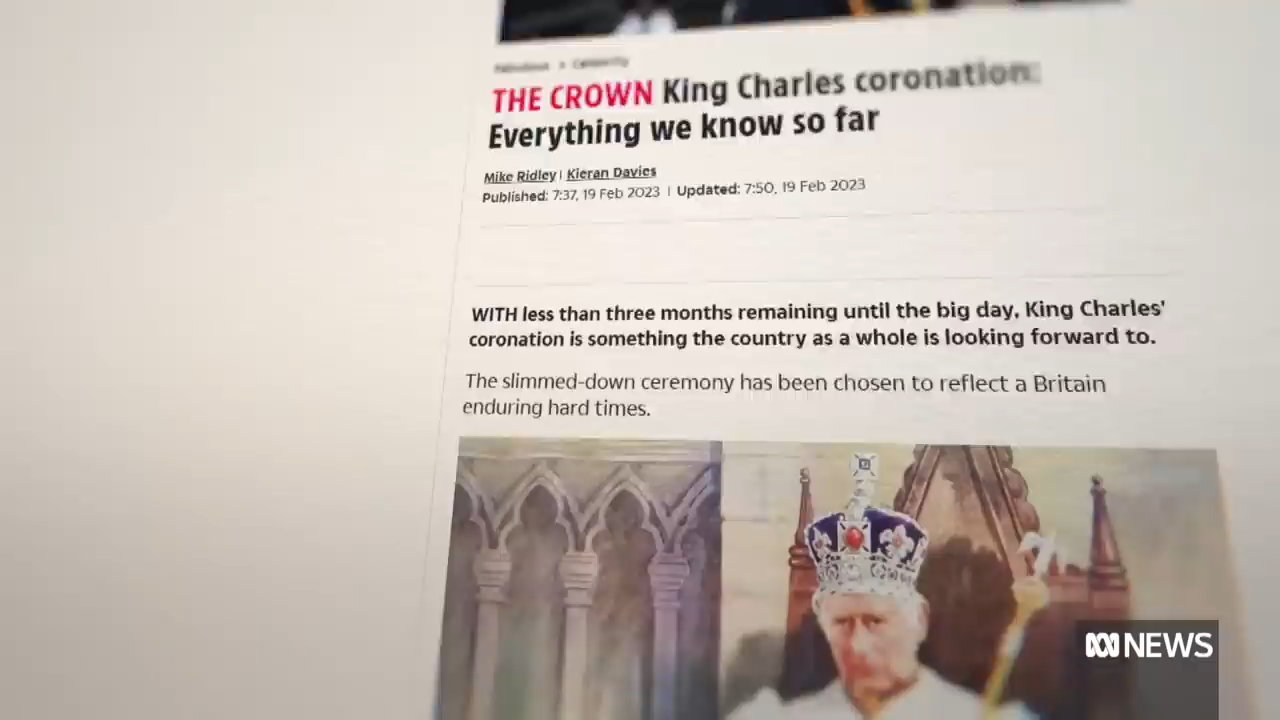 THE CROWN King Charles coronation:
Everything we know so far
Mike Ridley | Kieran Davies
Published: 7:37, 19 Feb 2023 | Updated: 7:50, 19 Feb 2023
WITH less than three months remaining until the big day, King Charles'
coronation is something the country as a whole is looking forward to.
The slimmed-down ceremony has been chosen to reflect a Britain
enduring hard times.
NEWS